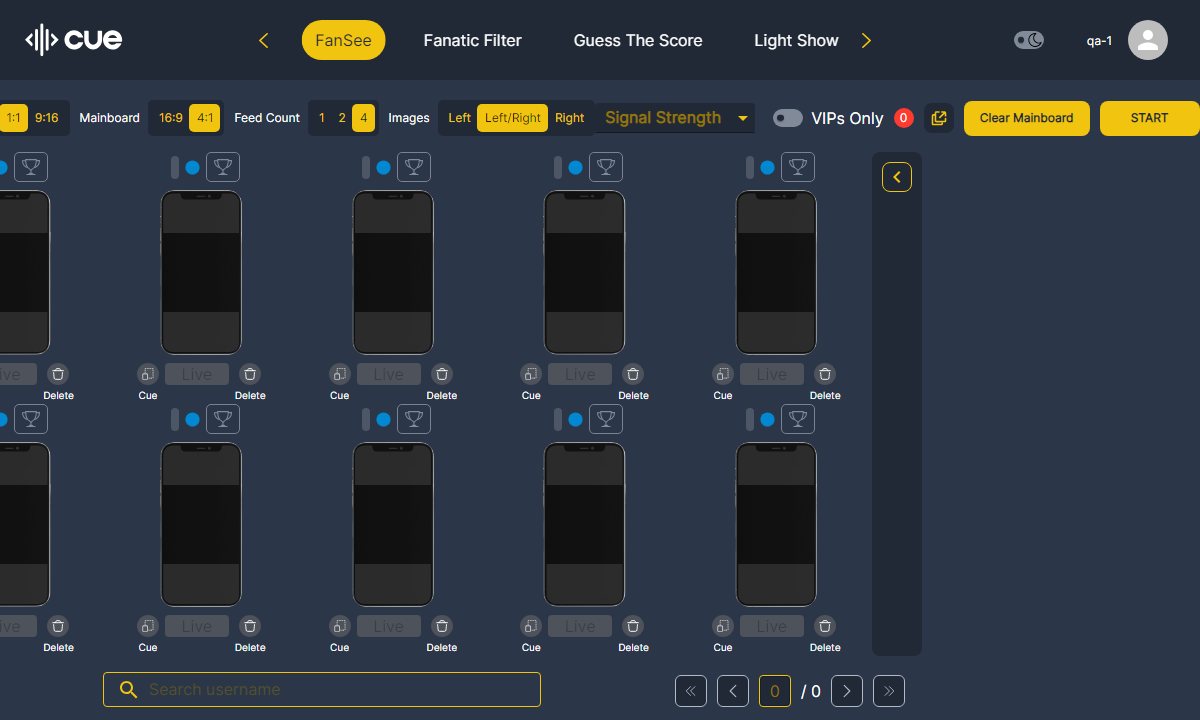 cue
FanSee Fanatic Filter Guess The Score Light Show
qa-1
1:1 9:16 Mainboard 16:9 4:1 Feed Count 1 2 4 Images Left Left/Right Right Signal Strength VIPs Only 0 Clear Mainboard START
ive Live Live Live Live
Delete Cue Delete Cue Delete Cue Delete Cue Delete
ive Live Live Live Live
Delete Cue Delete Cue Delete Cue Delete Cue Delete
Search username
0 / 0